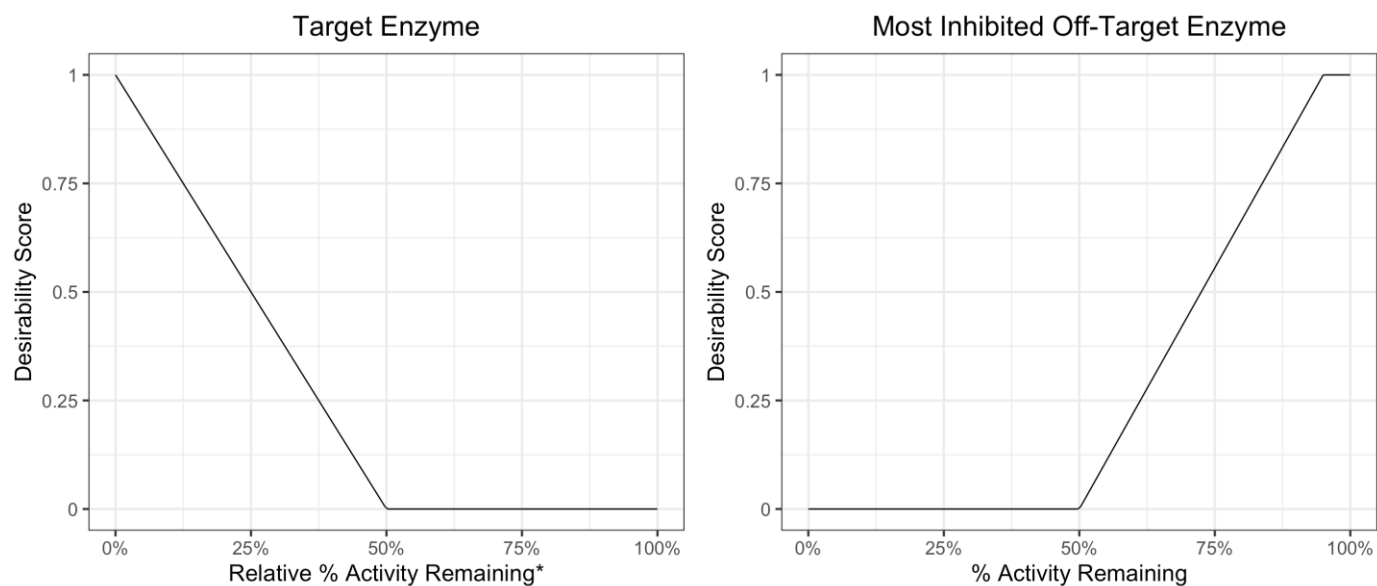 Target Enzyme
Desirability Score
1
0.75
0.5
0.25
0
0% 25% 50% 75% 100%
Relative % Activity Remaining*
Most Inhibited Off-Target Enzyme
Desirability Score
1
0.75
0.5
0.25
0
0% 25% 50% 75% 100%
% Activity Remaining